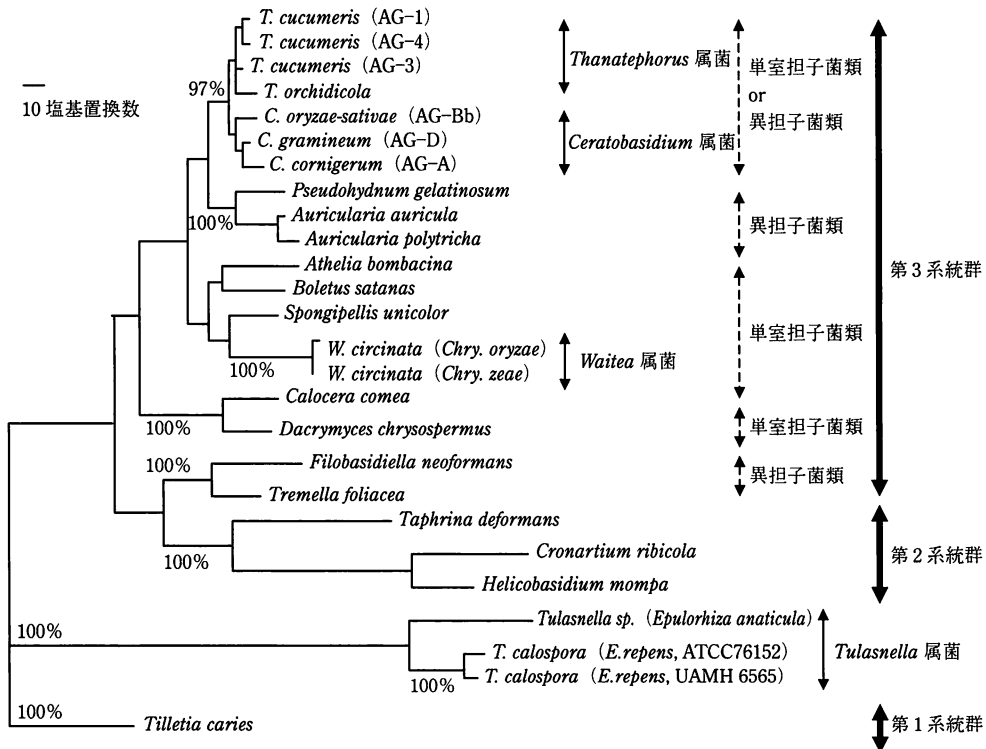 T. cucumeris (AG-1)
T. cucumeris (AG-4)
T. cucumeris (AG-3)
T. orchidicola
C. oryzae-sativae (AG-Bb)
C. gramineum (AG-D)
C. cornigerum (AG-A)
Pseudohydnum gelatinosum
Auricularia auricula
Auricularia polytricha
Athelia bombacina
Boletus satanas
Spongipellis unicolor
W. circinata (Chry. oryzae)
W. circinata (Chry. zeae)
Calocera comea
Dacrymyces chrysospermus
Filobasidiella neoformans
Tremella foliacea
Taphrina deformans
Cronartium ribicola
Helicobasidium mompa
Tulasnella sp. (Epulorhiza anaticula)
T. calospora (E.repens, ATCC76152)
T. calospora (E.repens, UAMH 6565)
Tilletia caries
10 塩基置換数
97%
100%
100%
100%
100%
100%
100%
100%
100%
Thanatephorus 属菌
Ceratobasidium 属菌
Waitea 属菌
Tulasnella 属菌
単室担子菌類
or
異担子菌類
異担子菌類
単室担子菌類
単室担子菌類
異担子菌類
第3系統群
第2系統群
第1系統群